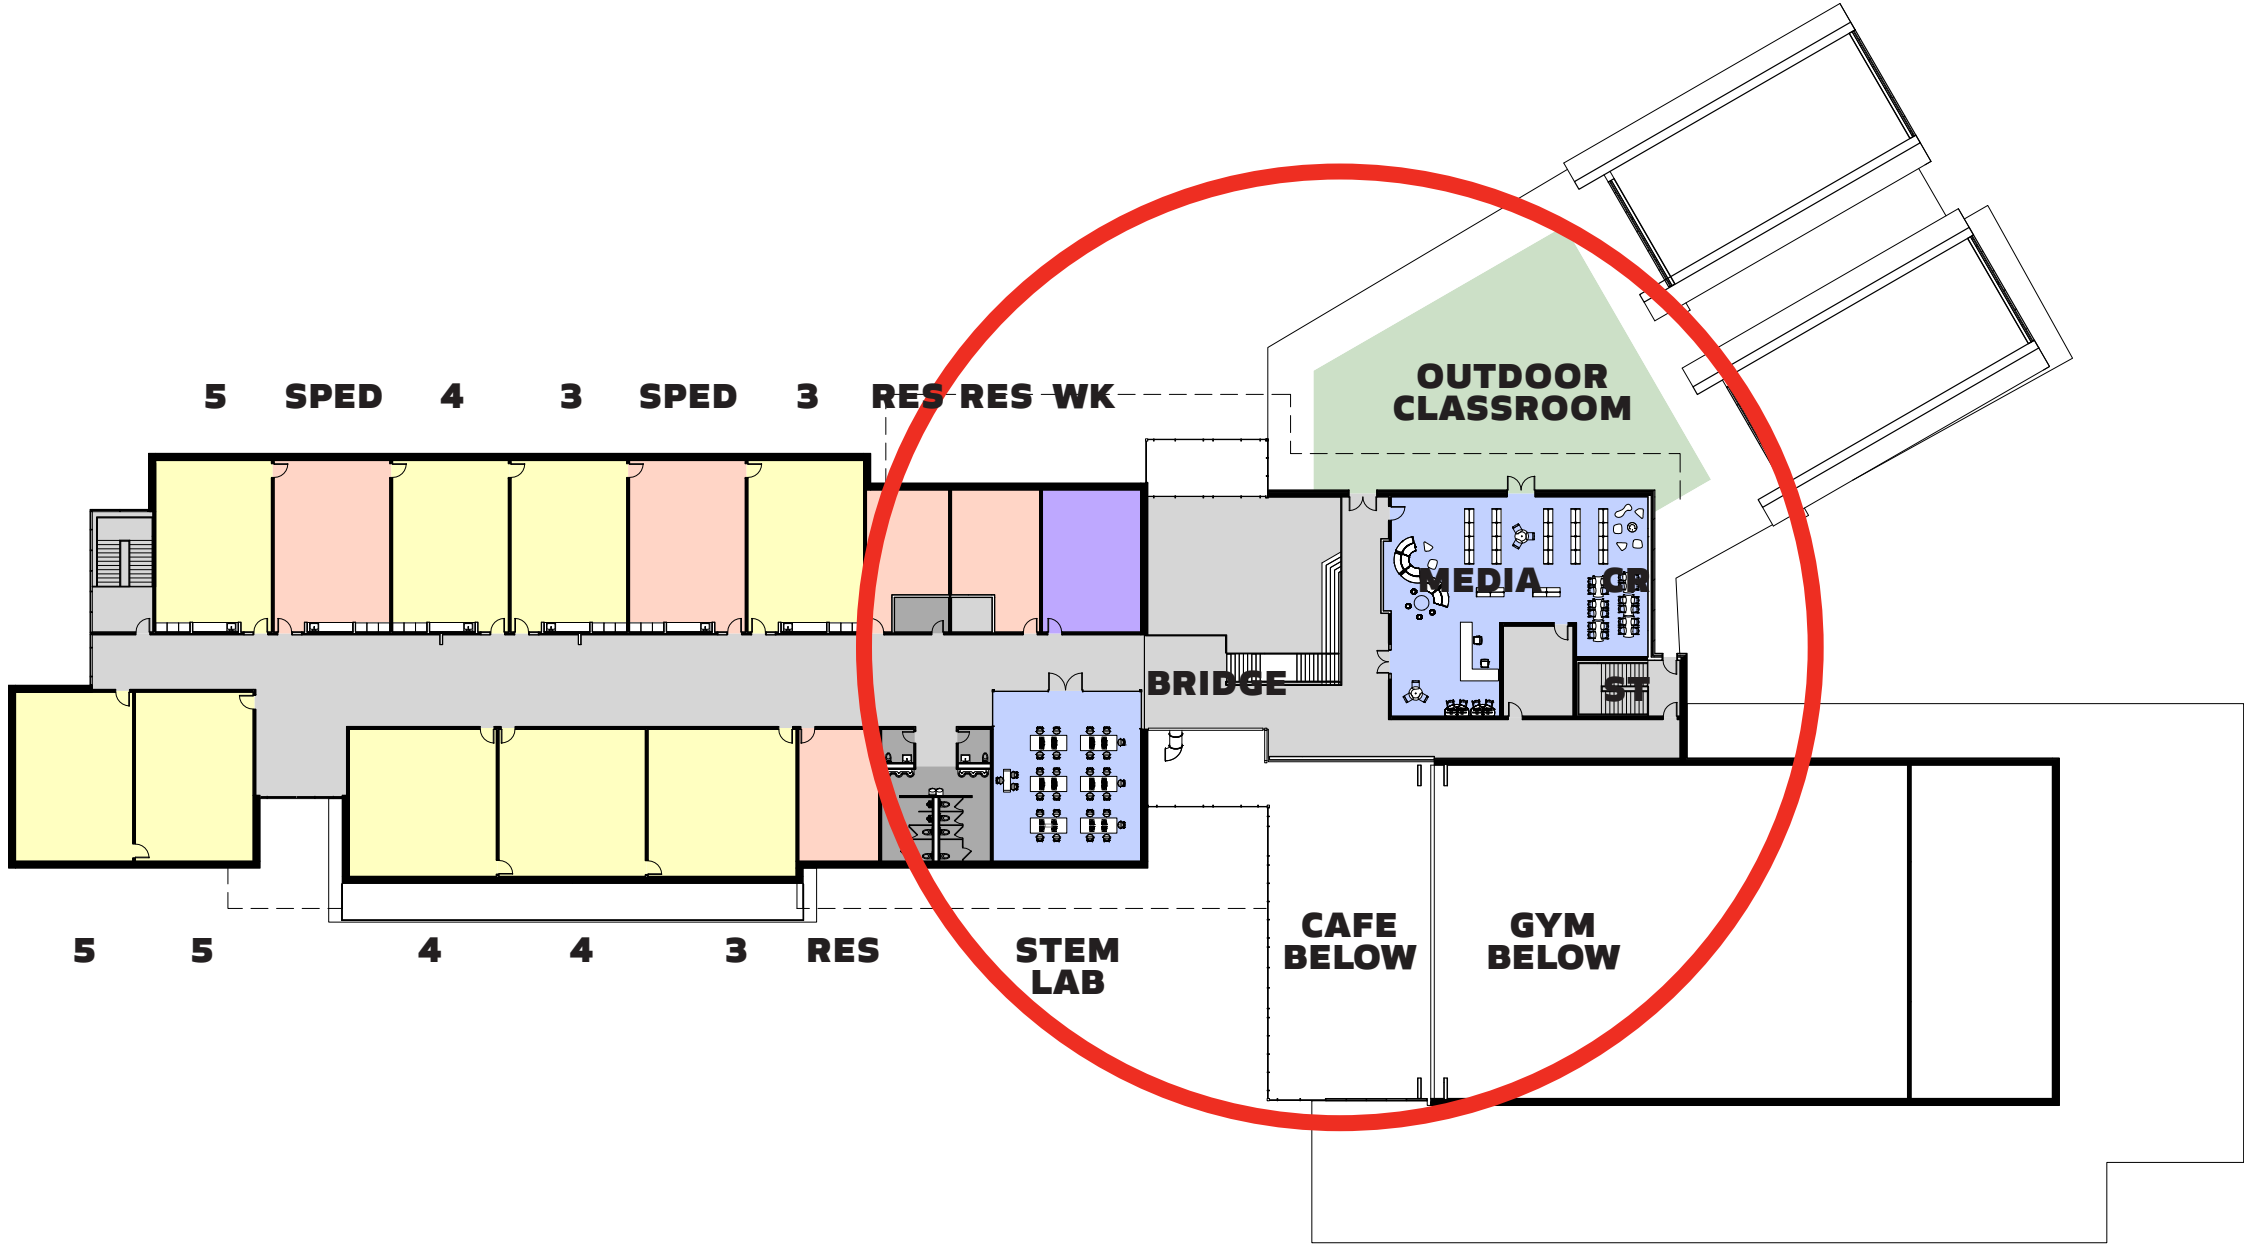 OUTDOOR
CLASSROOM
5 SPED 4 3 SPED 3 RES RES WK
MEDIA CR
BRIDGE ST
CAFE
BELOW
GYM
BELOW
5 5 4 4 3 RES STEM
LAB